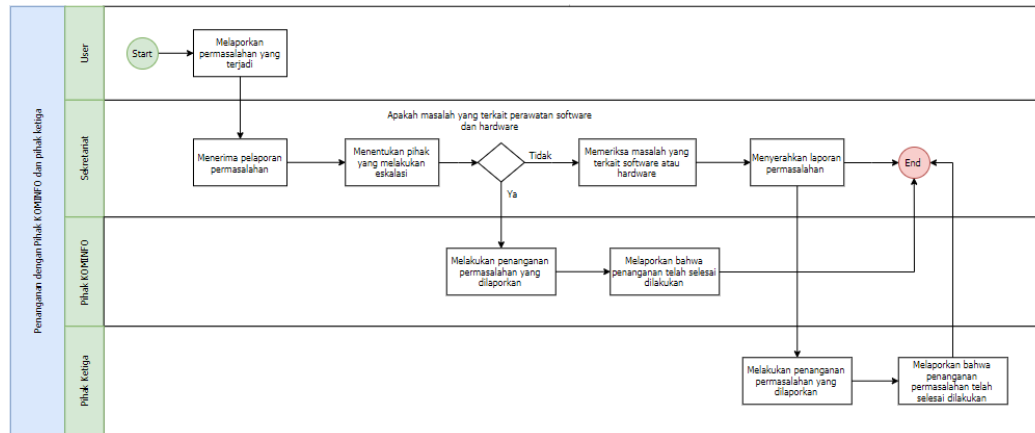 Penanganan dengan Pihak KOMINFO dan pihak ketiga
User
Start
Melaporkan
permasalahan yang
terjadi
Sekretariat
Menerima pelaporan
permasalahan
Menentukan pihak
yang melakukan
eskalasi
Apakah masalah yang terkait perawatan software
dan hardware
Tidak
Ya
Memeriksa masalah yang
terkait software atau
hardware
Menyerahkan laporan
permasalahan
End
Pihak KOMINFO
Melakukan penanganan
permasalahan yang
dilaporkan
Melaporkan bahwa
penanganan telah selesai
dilakukan
Pihak Ketiga
Melakukan penanganan
permasalahan yang
dilaporkan
Melaporkan bahwa
penanganan
permasalahan telah
selesai dilakukan